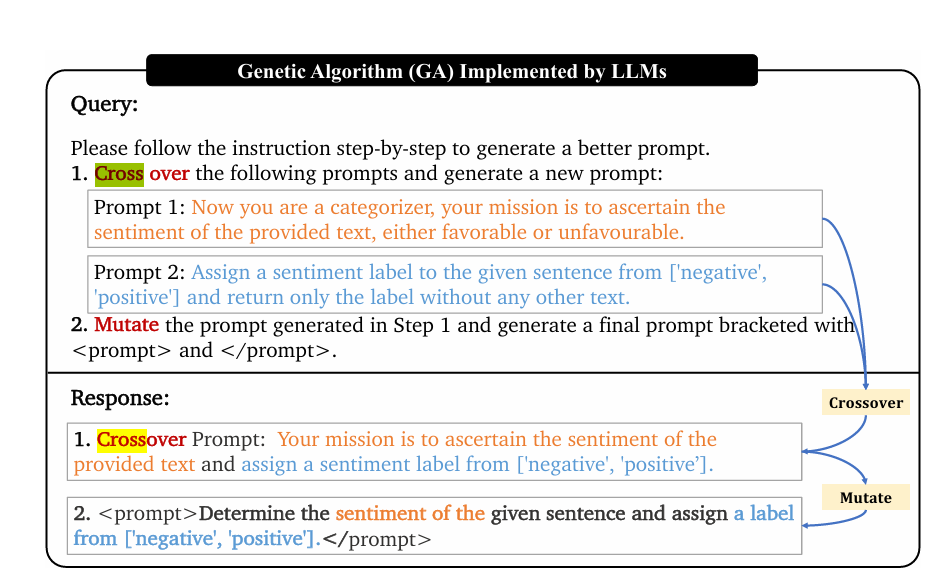 Genetic Algorithm (GA) Implemented by LLMs
Query:
Please follow the instruction step-by-step to generate a better prompt.
1. Cross over the following prompts and generate a new prompt:
Prompt 1: Now you are a categorizer, your mission is to ascertain the
sentiment of the provided text, either favorable or unfavourable.
Prompt 2: Assign a sentiment label to the given sentence from ['negative',
'positive'] and return only the label without any other text.
2. Mutate the prompt generated in Step 1 and generate a final prompt bracketed with
<prompt> and </prompt>.
Response:
Crossover
1. Crossover Prompt: Your mission is to ascertain the sentiment of the
provided text and assign a sentiment label from ['negative', 'positive’].
Mutate
2. <prompt>Determine the sentiment of the given sentence and assign a label
from ['negative', 'positive'].</prompt>